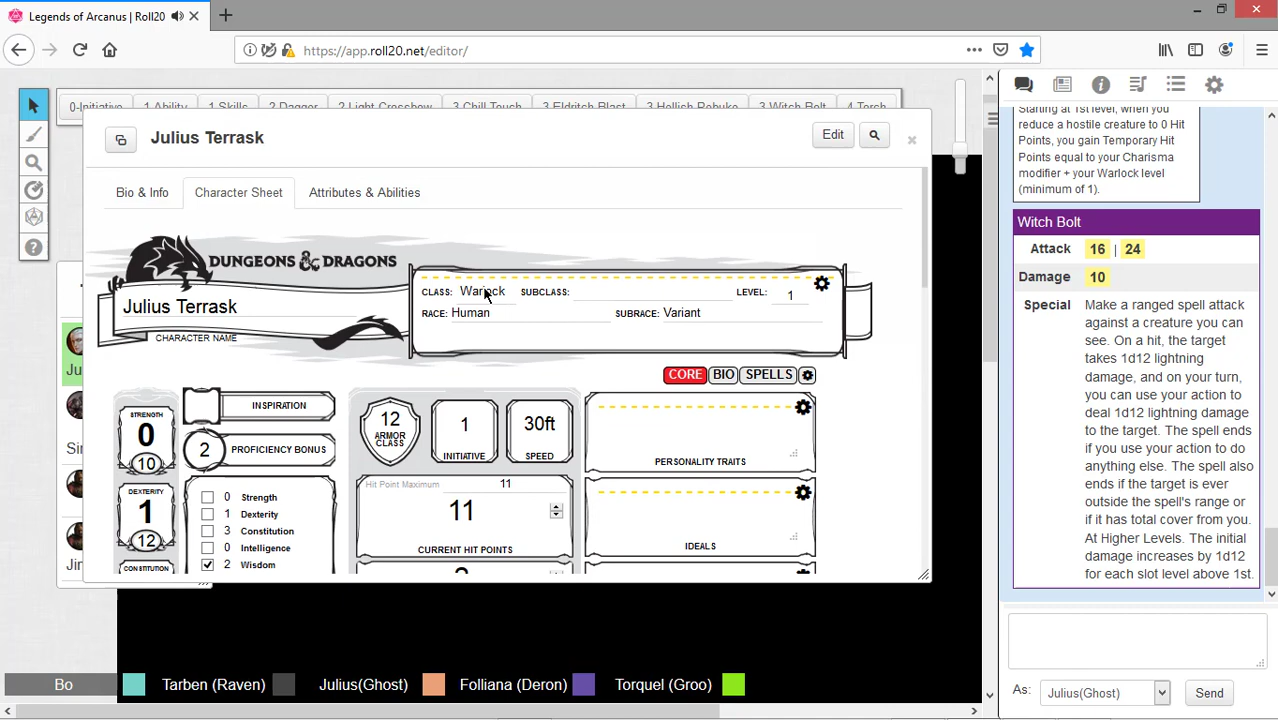 Legends of Arcanus | Roll20
https://app.roll20.net/editor/
0-Initiative
1 Ability
1 Skills
2 Dagger
2 Light Crossbow
3 Chill Touch
3 Eldritch Blast
3 Hellish Rebuke
3 Witch Bolt
4 Torch
Julius Terrask
Edit
Bio & Info
Character Sheet
Attributes & Abilities
DUNGEONS & DRAGONS
Julius Terrask
CHARACTER NAME
CLASS: Warlock SUBCLASS: LEVEL: 1
RACE: Human SUBRACE: Variant
CORE BIO SPELLS
STRENGTH
0
10
DEXTERITY
1
12
CONSTITUTION
INSPIRATION
2 PROFICIENCY BONUS
0 Strength
1 Dexterity
3 Constitution
0 Intelligence
2 Wisdom
12
ARMOR
CLASS
1
INITIATIVE
30ft
SPEED
Hit Point Maximum 11
11
CURRENT HIT POINTS
PERSONALITY TRAITS
IDEALS
Ju
Sir
Jin
Starting at 1st level, when you
reduce a hostile creature to 0 Hit
Points, you gain Temporary Hit
Points equal to your Charisma
modifier + your Warlock level
(minimum of 1).
Witch Bolt
Attack 16 | 24
Damage 10
Special Make a ranged spell attack
against a creature you can
see. On a hit, the target
takes 1d12 lightning
damage, and on your turn,
you can use your action to
deal 1d12 lightning damage
to the target. The spell ends
if you use your action to do
anything else. The spell also
ends if the target is ever
outside the spell's range or
if it has total cover from you.
At Higher Levels. The initial
damage increases by 1d12
for each slot level above 1st.
As: Julius(Ghost) Send
Bo
Tarben (Raven)
Julius(Ghost)
Folliana (Deron)
Torquel (Groo)